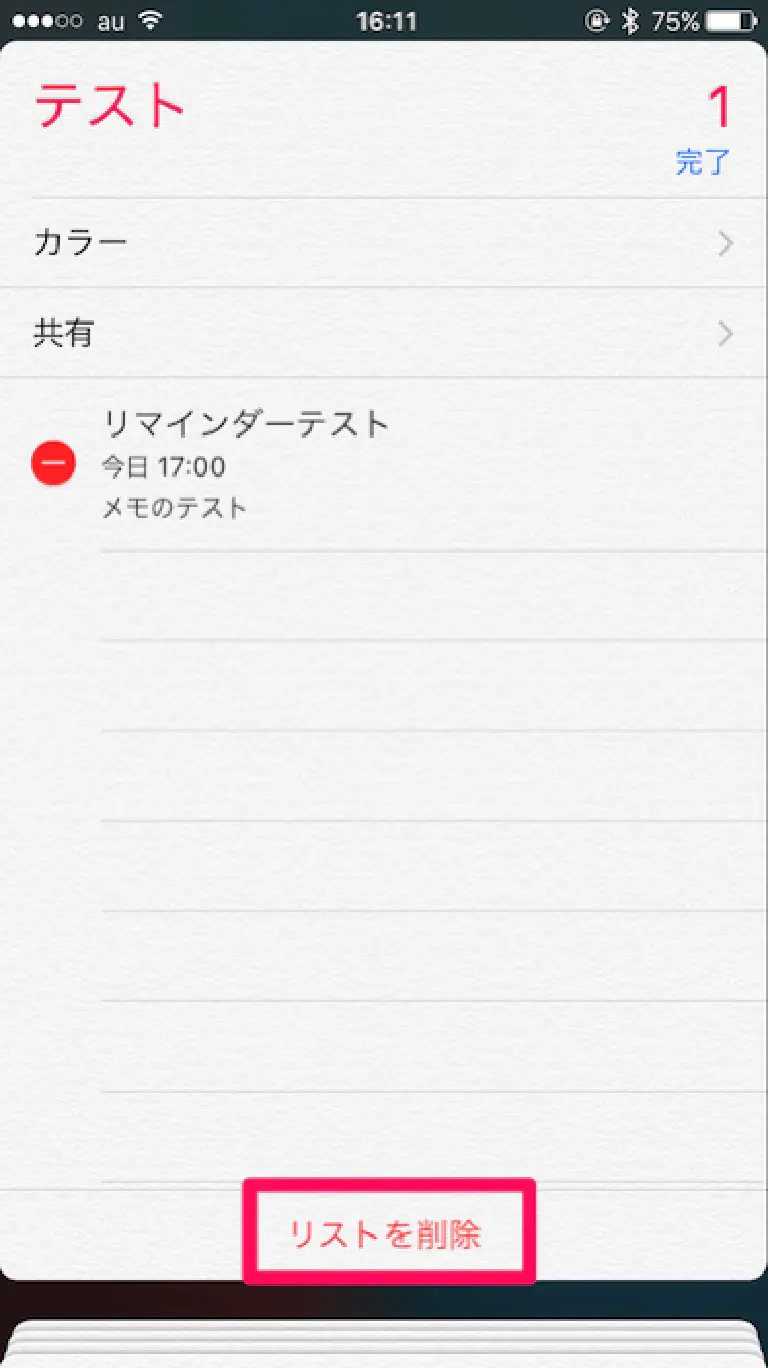 au 16:11 75%
テスト 1
完了
カラー
共有
リマインダーテスト
今日 17:00
メモのテスト
リストを削除